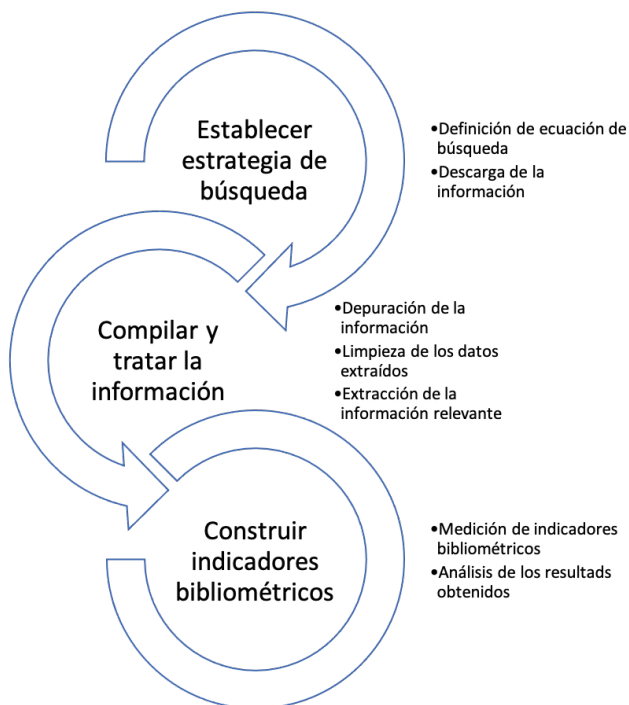 Establecer
estrategia de
búsqueda
•Definición de ecuación de
búsqueda
•Descarga de la
información
Compilar y
tratar la
información
•Depuración de la
información
•Limpieza de los datos
extraídos
•Extracción de la
información relevante
Construir
indicadores
bibliométricos
•Medición de indicadores
bibliométricos
•Análisis de los resultads
obtenidos